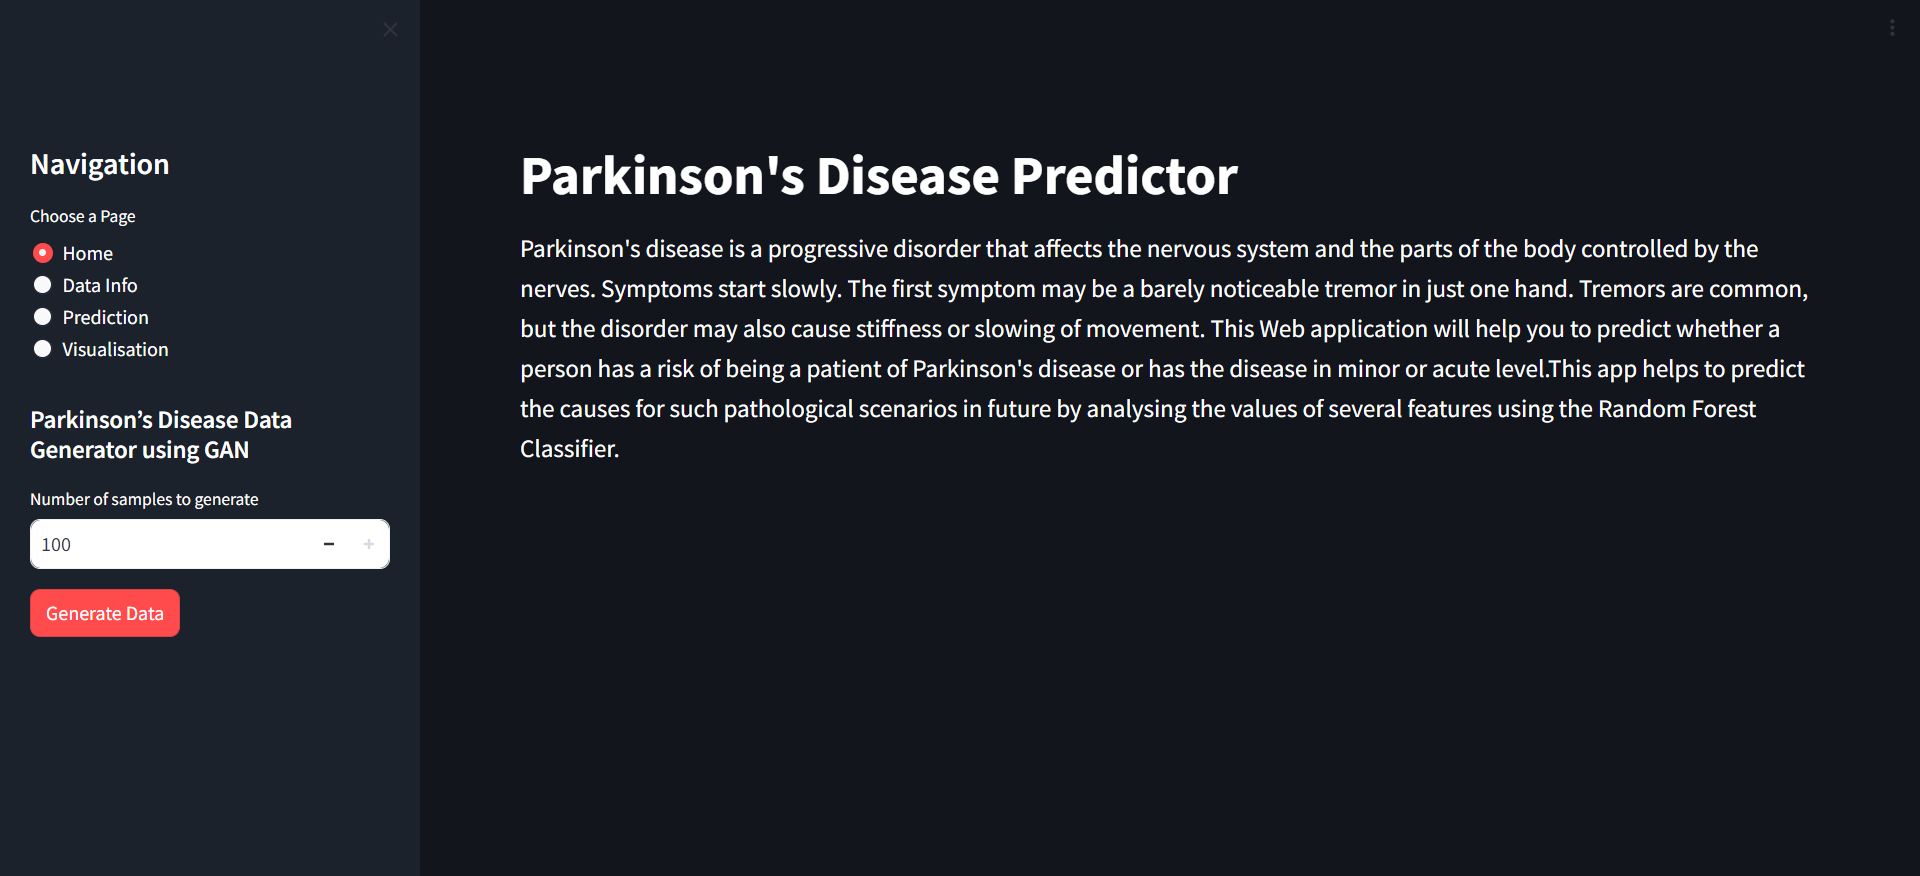 Navigation
Choose a Page
Home
Data Info
Prediction
Visualisation
Parkinson’s Disease Data
Generator using GAN
Number of samples to generate
100
Generate Data
Parkinson's Disease Predictor
Parkinson's disease is a progressive disorder that affects the nervous system and the parts of the body controlled by the
nerves. Symptoms start slowly. The first symptom may be a barely noticeable tremor in just one hand. Tremors are common,
but the disorder may also cause stiffness or slowing of movement. This Web application will help you to predict whether a
person has a risk of being a patient of Parkinson's disease or has the disease in minor or acute level.This app helps to predict
the causes for such pathological scenarios in future by analysing the values of several features using the Random Forest
Classifier.